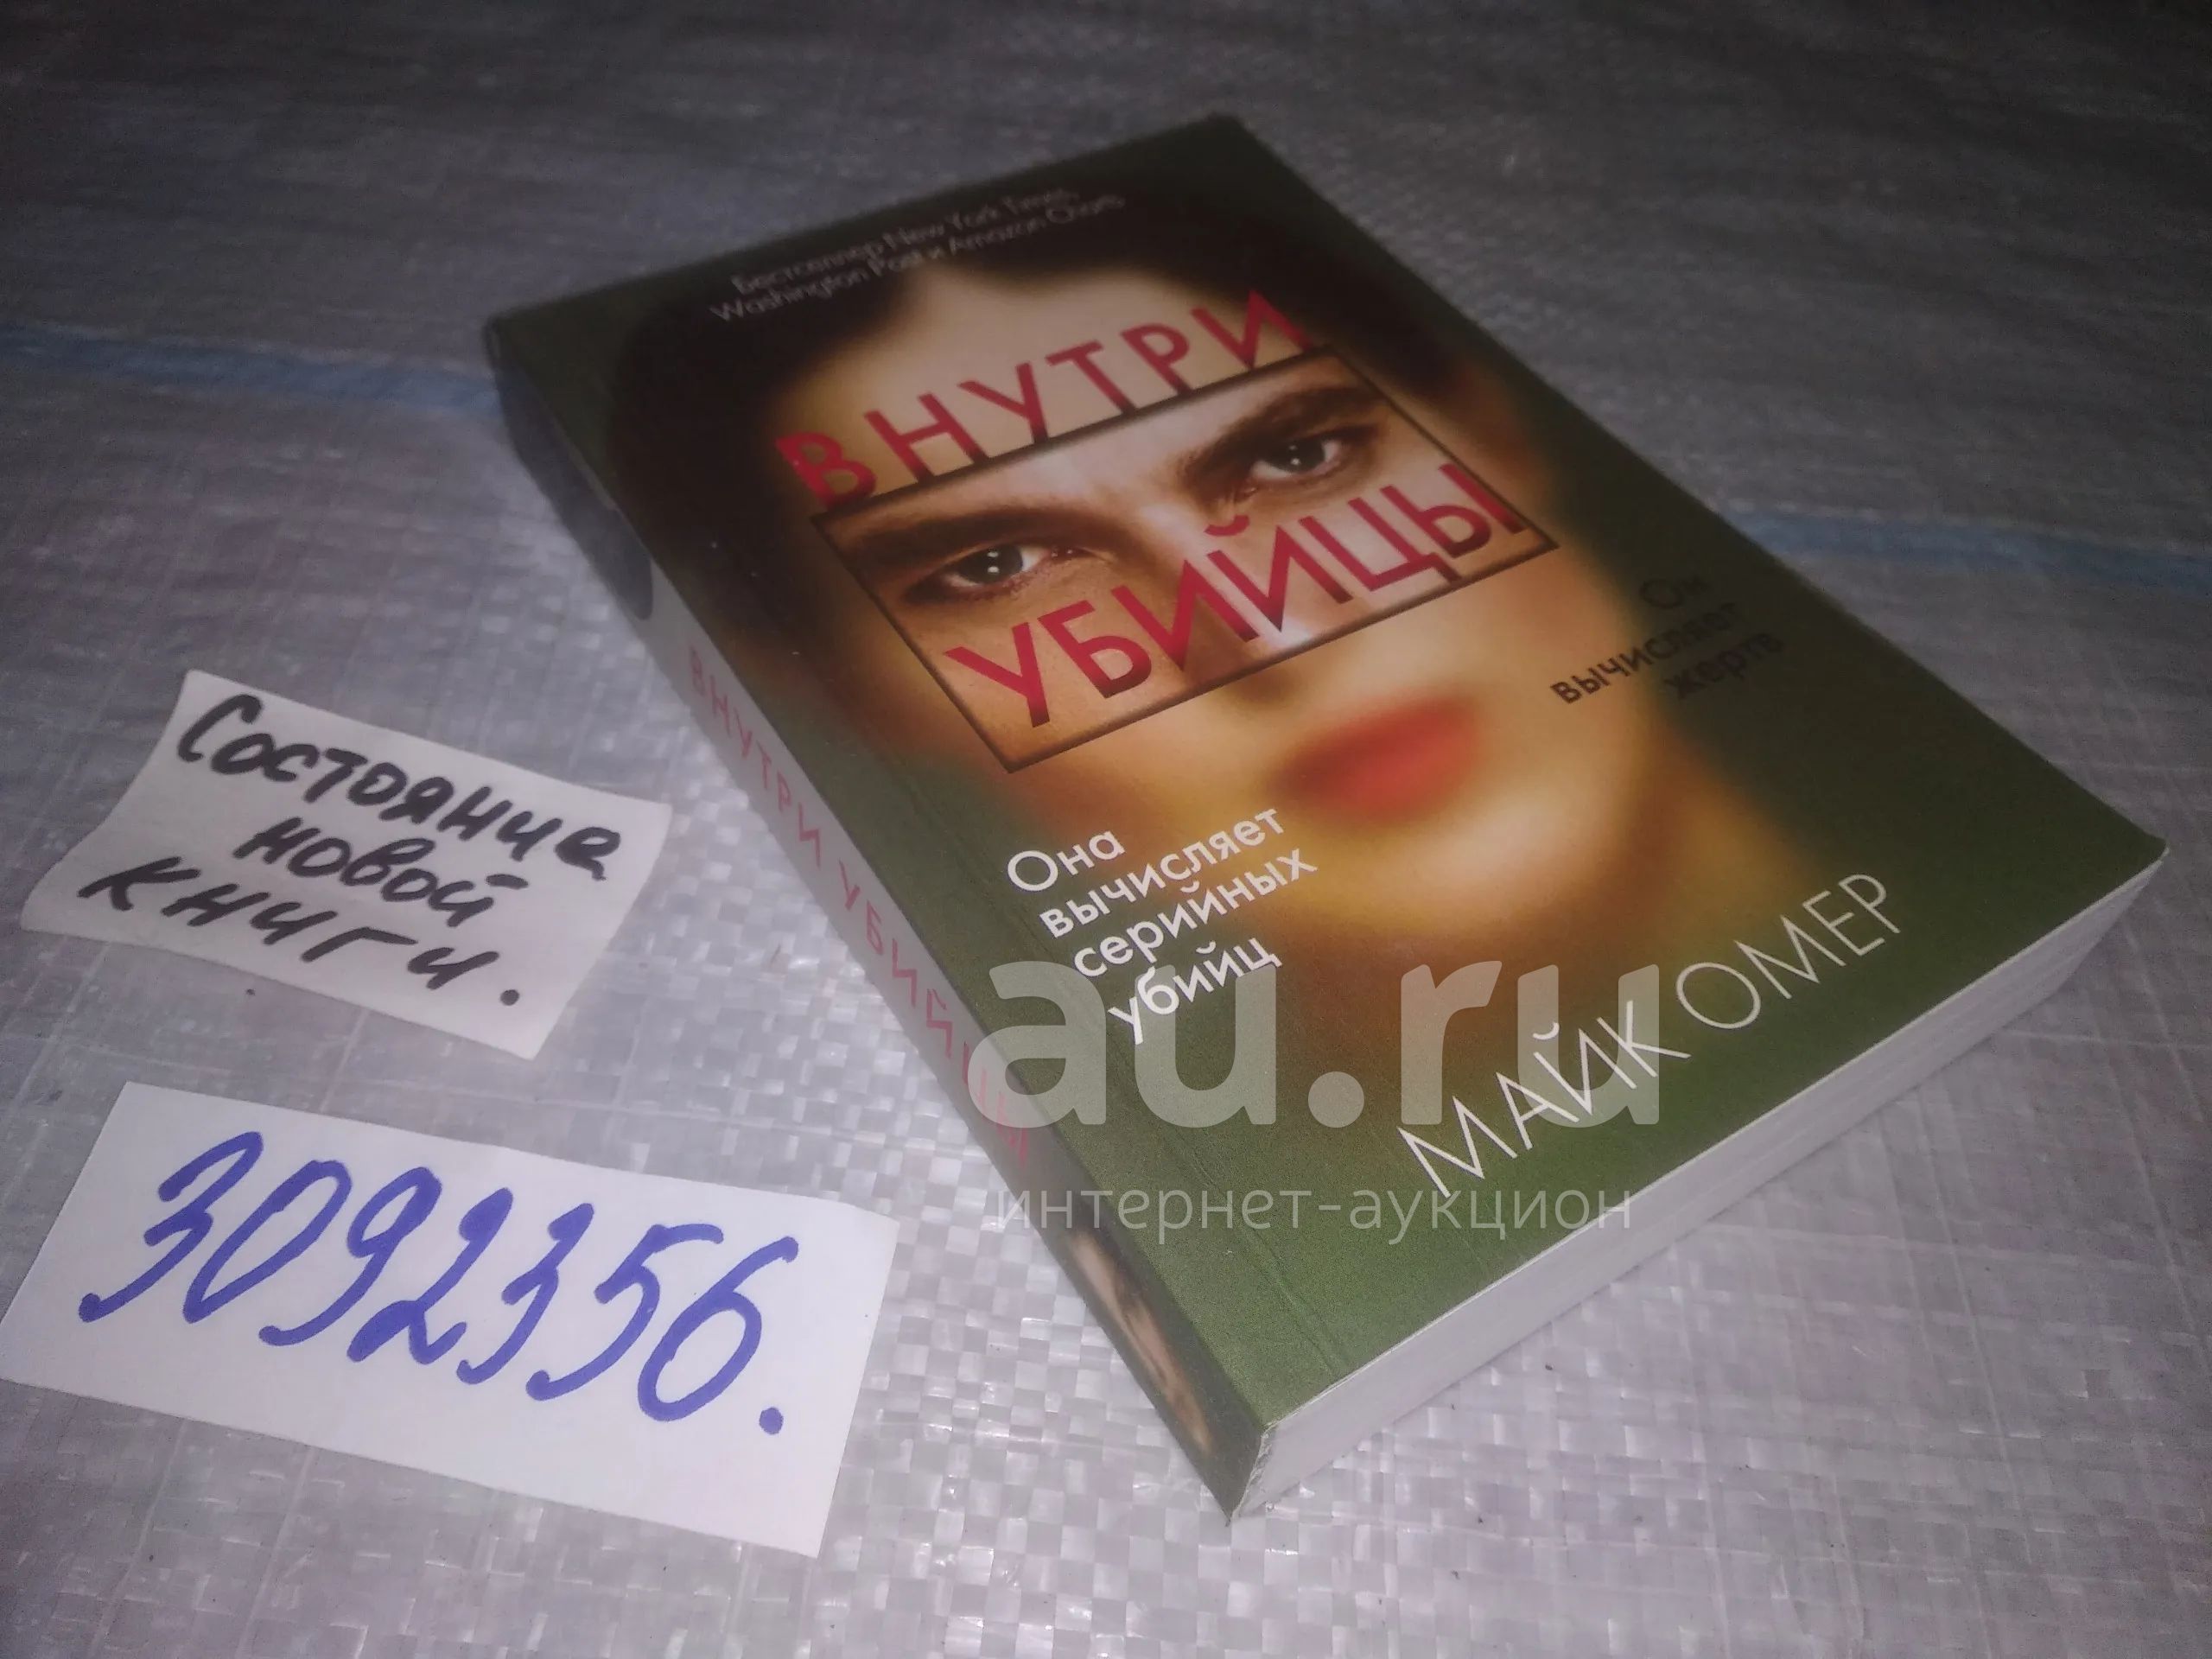 Бестселлер New York Times,
Washington Post и Amazon Charts
ВНУТРИ
УБИЙЦЫ
Он
вычисляет
жертв
Она
вычисляет
серийных
убийц
МАЙК ОМЕР
ВНУТРИ УБИЙЦЫ
Состояние
новой
книги.
3092356.
au.ru
интернет-аукцион